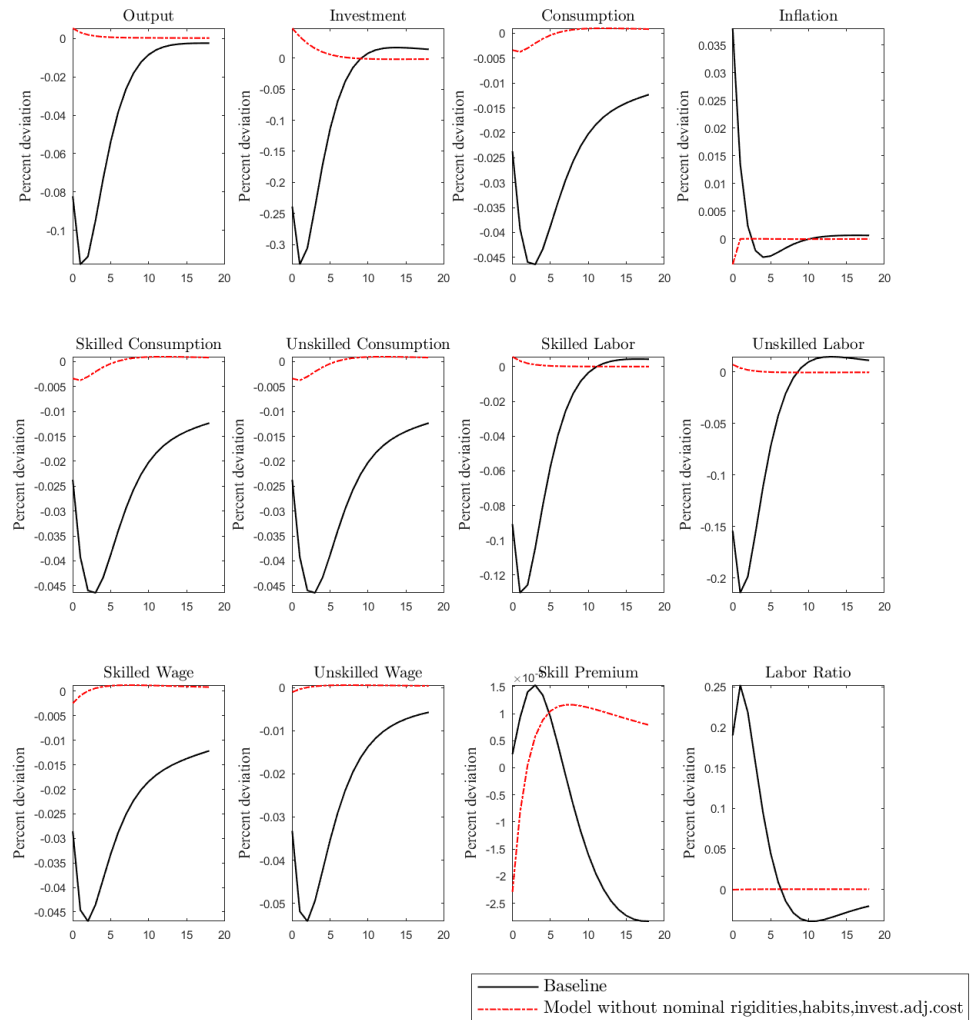 Output Investment Consumption Inflation
Percent deviation Percent deviation Percent deviation Percent deviation
0 0 0 0.035
-0.02 -0.05 -0.005 0.03
-0.04 -0.1 -0.01 0.025
-0.06 -0.15 -0.015 0.02
-0.08 -0.2 -0.02 0.015
-0.1 -0.25 -0.025 0.01
-0.3 -0.03 0.005
-0.035 0
-0.04
-0.045
0 5 10 15 20 0 5 10 15 20 0 5 10 15 20 0 5 10 15 20
Skilled Consumption Unskilled Consumption Skilled Labor Unskilled Labor
Percent deviation Percent deviation Percent deviation Percent deviation
0 0 0 0
-0.005 -0.005 -0.02 -0.05
-0.01 -0.01 -0.04 -0.1
-0.015 -0.015 -0.06 -0.15
-0.02 -0.02 -0.08 -0.2
-0.025 -0.025 -0.1
-0.03 -0.03 -0.12
-0.035 -0.035
-0.04 -0.04
-0.045 -0.045
0 5 10 15 20 0 5 10 15 20 0 5 10 15 20 0 5 10 15 20
Skilled Wage Unskilled Wage Skill Premium Labor Ratio
Percent deviation Percent deviation Percent deviation Percent deviation
0 0 1.5 0.25
-0.005 -0.01 1 0.2
-0.01 -0.02 0.5 0.15
-0.015 -0.03 0 0.1
-0.02 -0.04 -0.5 0.05
-0.025 -0.05 -1 0
-0.03 -1.5
-0.035 -2
-0.04 -2.5
-0.045
0 5 10 15 20 0 5 10 15 20 0 5 10 15 20 0 5 10 15 20
Baseline
Model without nominal rigidities,habits,invest.adj.cost